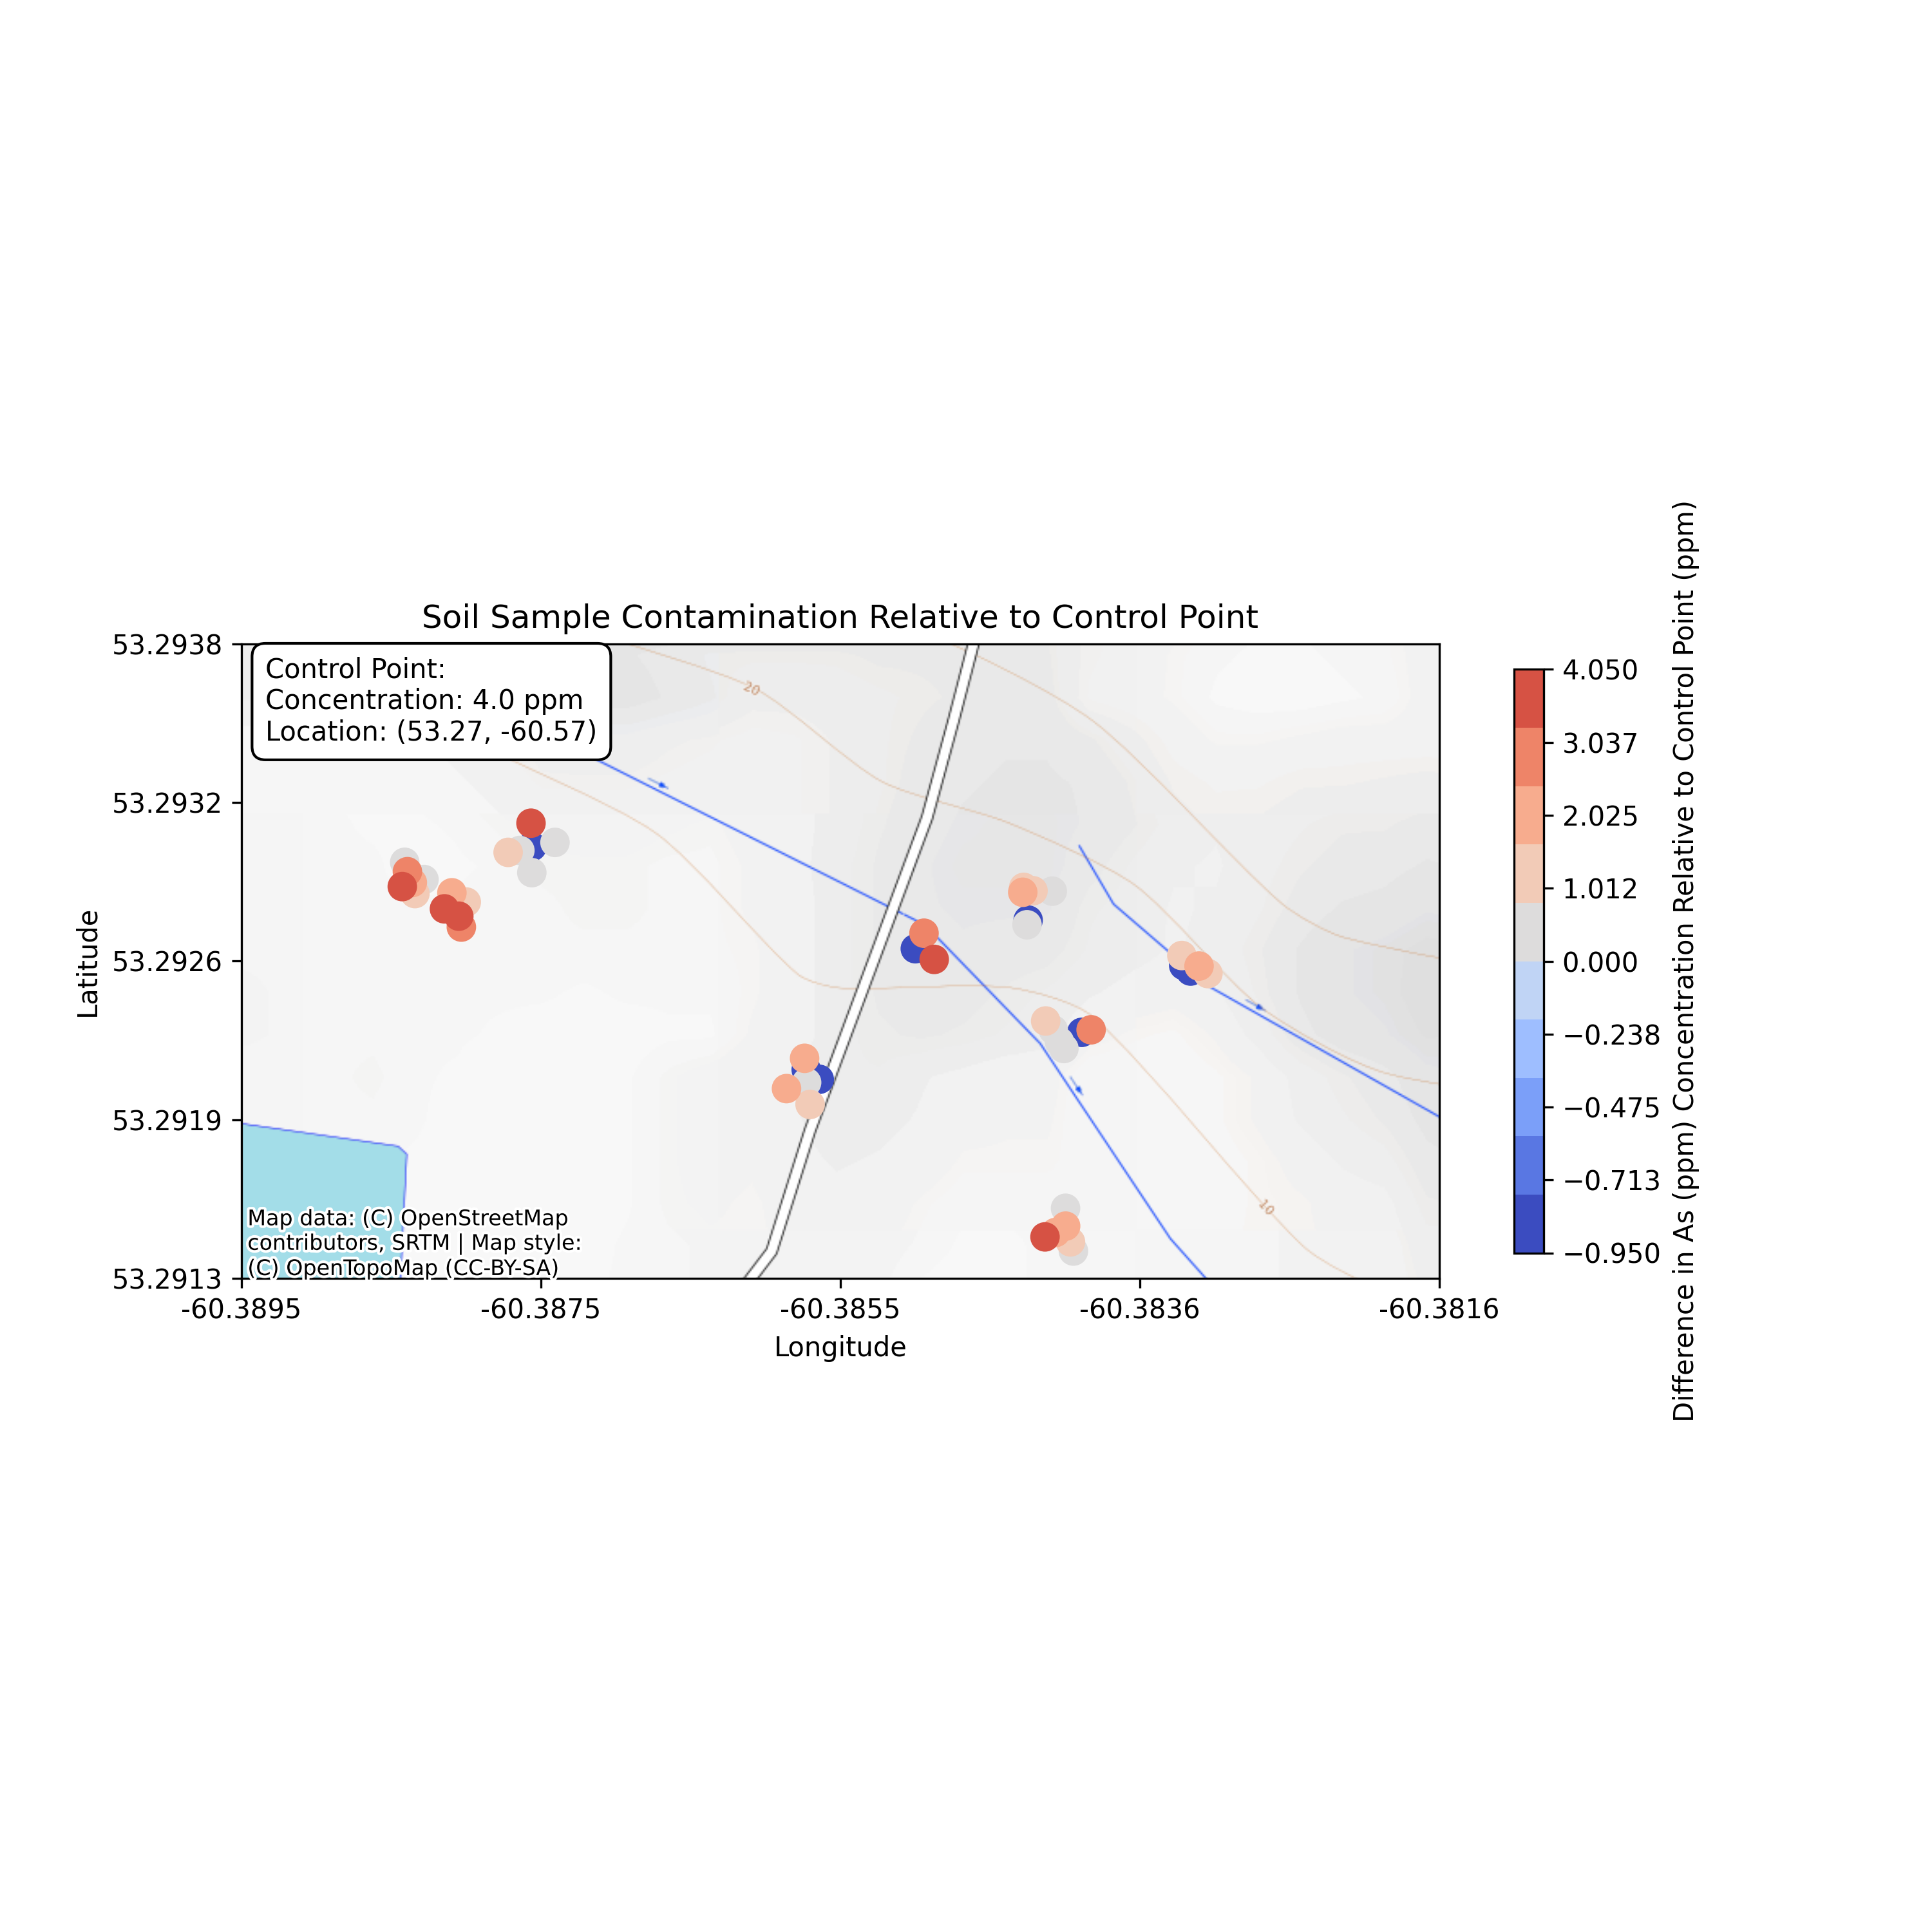 Soil Sample Contamination Relative to Control Point
53.2938
53.2932
53.2926
53.2919
53.2913
Latitude
Control Point:
Concentration: 4.0 ppm
Location: (53.27, -60.57)
20
10
Map data: (C) OpenStreetMap
contributors, SRTM | Map style:
(C) OpenTopoMap (CC-BY-SA)
-60.3895
-60.3875
-60.3855
-60.3836
-60.3816
Longitude
4.050
3.037
2.025
1.012
0.000
−0.238
−0.475
−0.713
−0.950
Difference in As (ppm) Concentration Relative to Control Point (ppm)